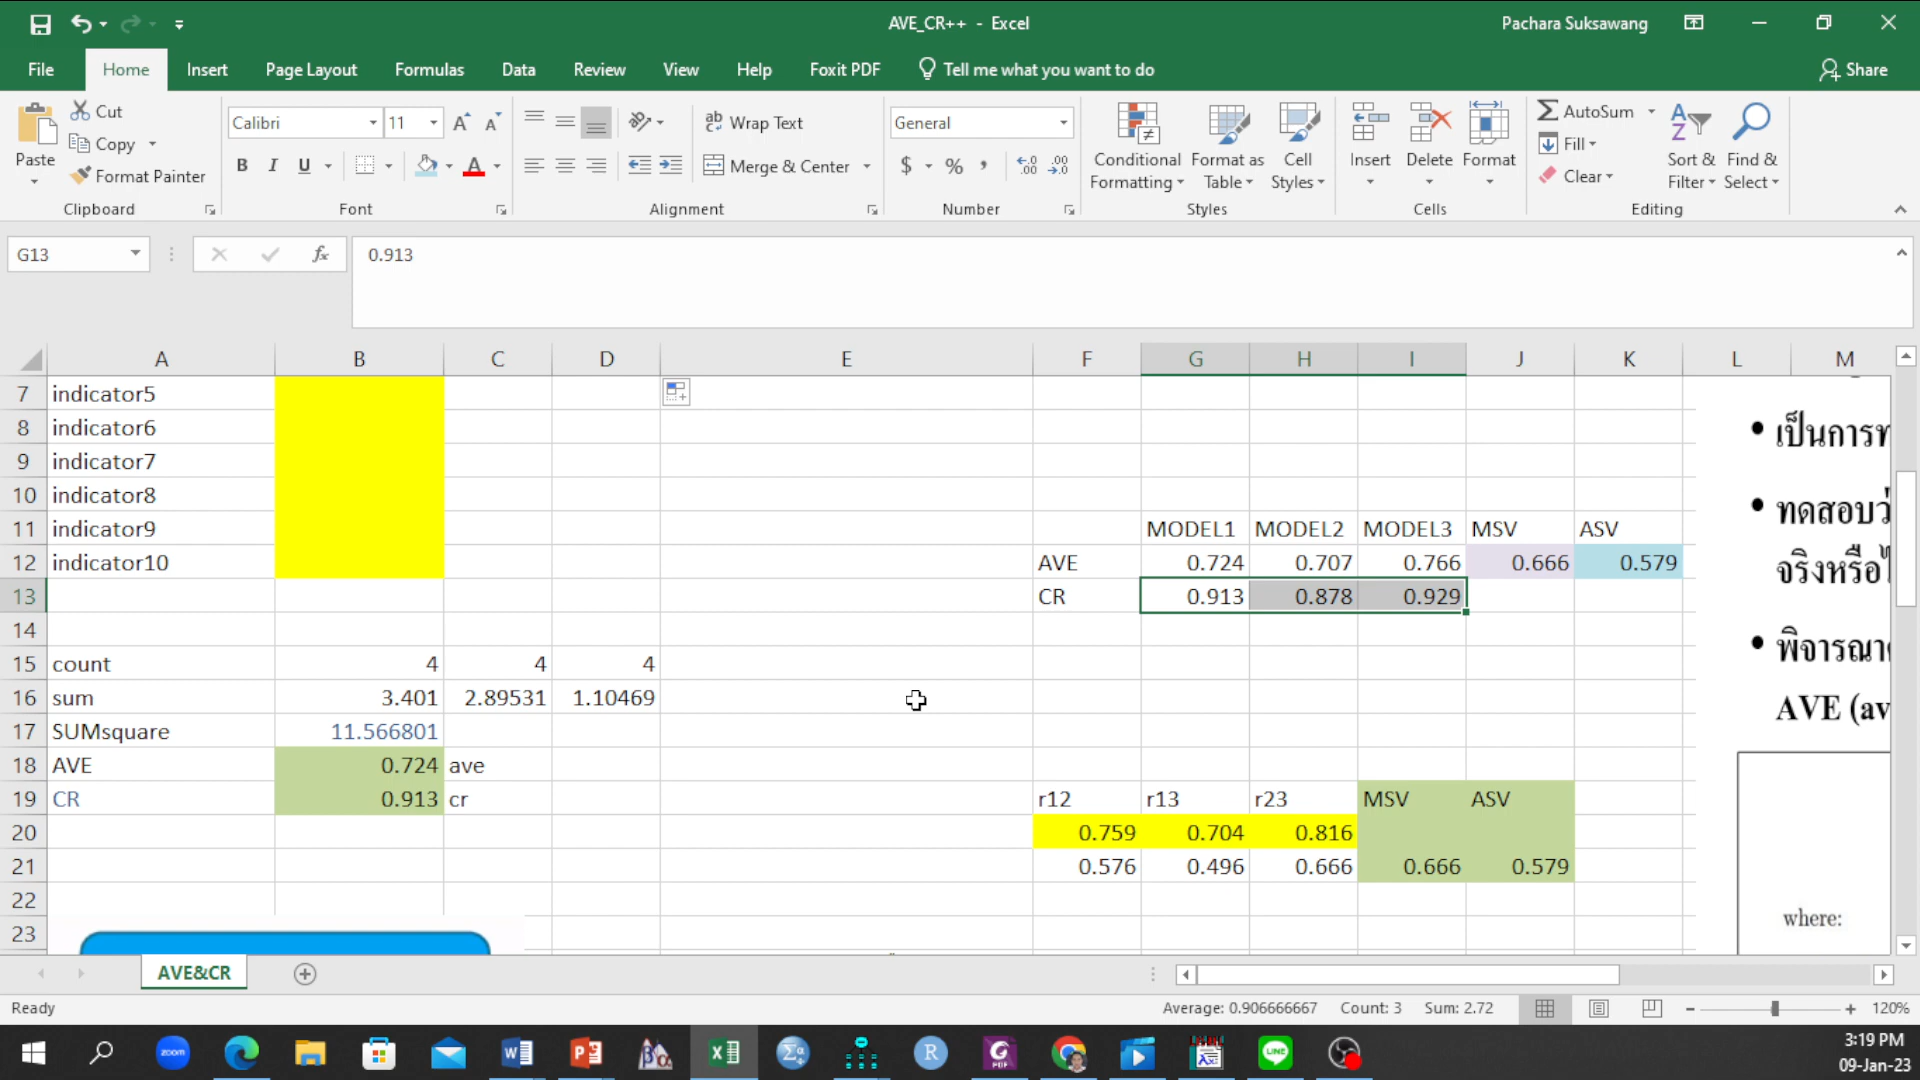 AVE_CR++ - Excel
Pachara Suksawang
File Home Insert Page Layout Formulas Data Review View Help Foxit PDF Tell me what you want to do Share
Paste
Cut
Copy
Format Painter
Clipboard
Calibri 11
B I U
Font
Wrap Text
Merge & Center
Alignment
General
$ % ,
Number
Conditional Formatting
Format as Table
Cell Styles
Styles
Insert Delete Format
Cells
AutoSum
Fill
Clear
Sort & Filter
Find & Select
Editing
G13
fx
0.913
A B C D E F G H I J K L M
7 indicator5
8 indicator6
9 indicator7
10 indicator8
11 indicator9 MODEL1 MODEL2 MODEL3 MSV ASV
12 indicator10 AVE 0.724 0.707 0.766 0.666 0.579
13 CR 0.913 0.878 0.929
14
15 count 4 4 4
16 sum 3.401 2.89531 1.10469
17 SUMsquare 11.566801
18 AVE 0.724 ave
19 CR 0.913 cr r12 r13 r23 MSV ASV
20 0.759 0.704 0.816
21 0.576 0.496 0.666 0.666 0.579
22
23
• เป็นการท
• ทดสอบว่
จริงหรือไ
• พิจารณา
AVE (av
where:
AVE&CR
Ready
Average: 0.906666667 Count: 3 Sum: 2.72
120%
zoom
LINE
3:19 PM
09-Jan-23